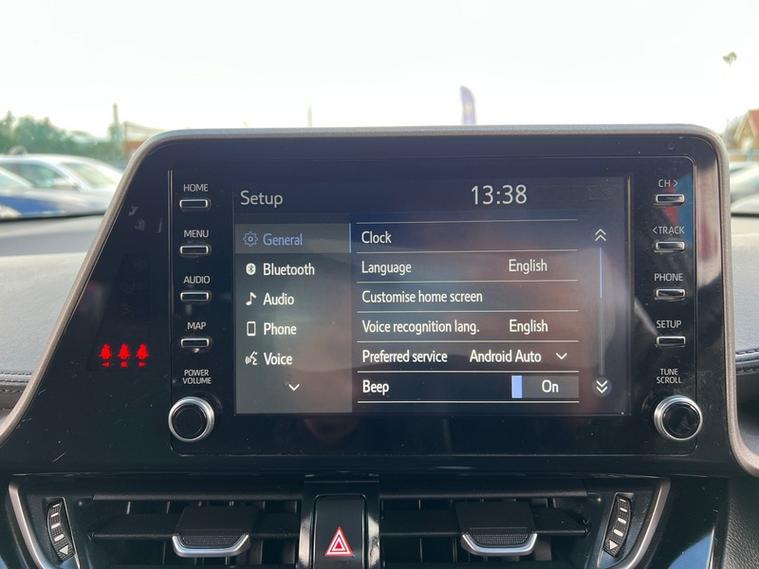 HOME
MENU
AUDIO
MAP
POWER
VOLUME
Setup
13:38
General
Bluetooth
Audio
Phone
Voice
Clock
Language English
Customise home screen
Voice recognition lang. English
Preferred service Android Auto
Beep On
CH >
< TRACK
PHONE
SETUP
TUNE
SCROLL